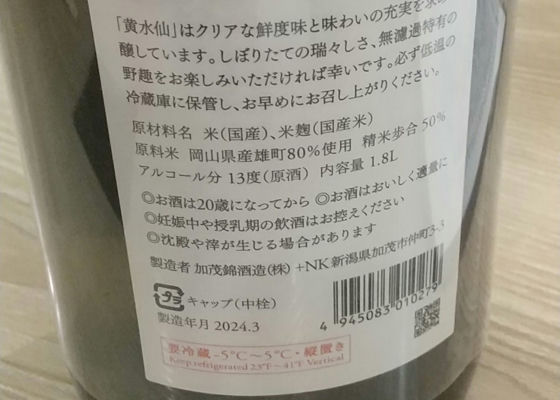 「黄水仙」はクリアな鮮度味と味わいの充実を求め
醸しています。しぼりたての瑞々しさ、無濾過特有の
野趣をお楽しみいただければ幸いです。必ず低温の
冷蔵庫に保管し、お早めにお召し上がりください。
原材料名 米(国産)、米麹(国産米)
原料米 岡山県産雄町80%使用 精米歩合 50%
アルコール分 13度(原酒) 内容量 1.8L
◎お酒は20歳になってから ◎お酒はおいしく適量に
◎妊娠中や授乳期の飲酒はお控えください
◎沈殿や滓が生じる場合があります
製造者 加茂錦酒造(株) +NK 新潟県加茂市仲町3-3
プラ キャップ(中栓)
製造年月 2024.3
4 945083 010279
要冷蔵 -5℃〜5℃・縦置き
Keep refrigerated 23°F〜41°F Vertical